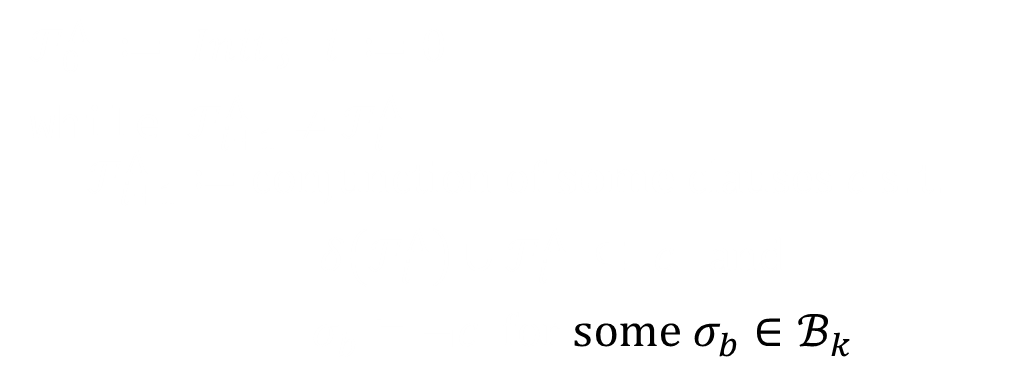 some σ_b ∈ ℬ_k